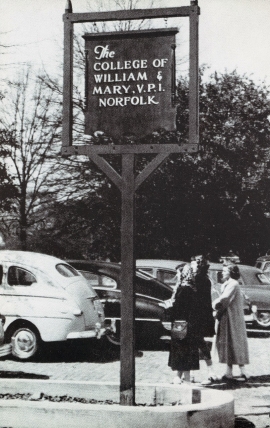 The
COLLEGE OF
WILLIAM &
MARY, V.P.I.
NORFOLK